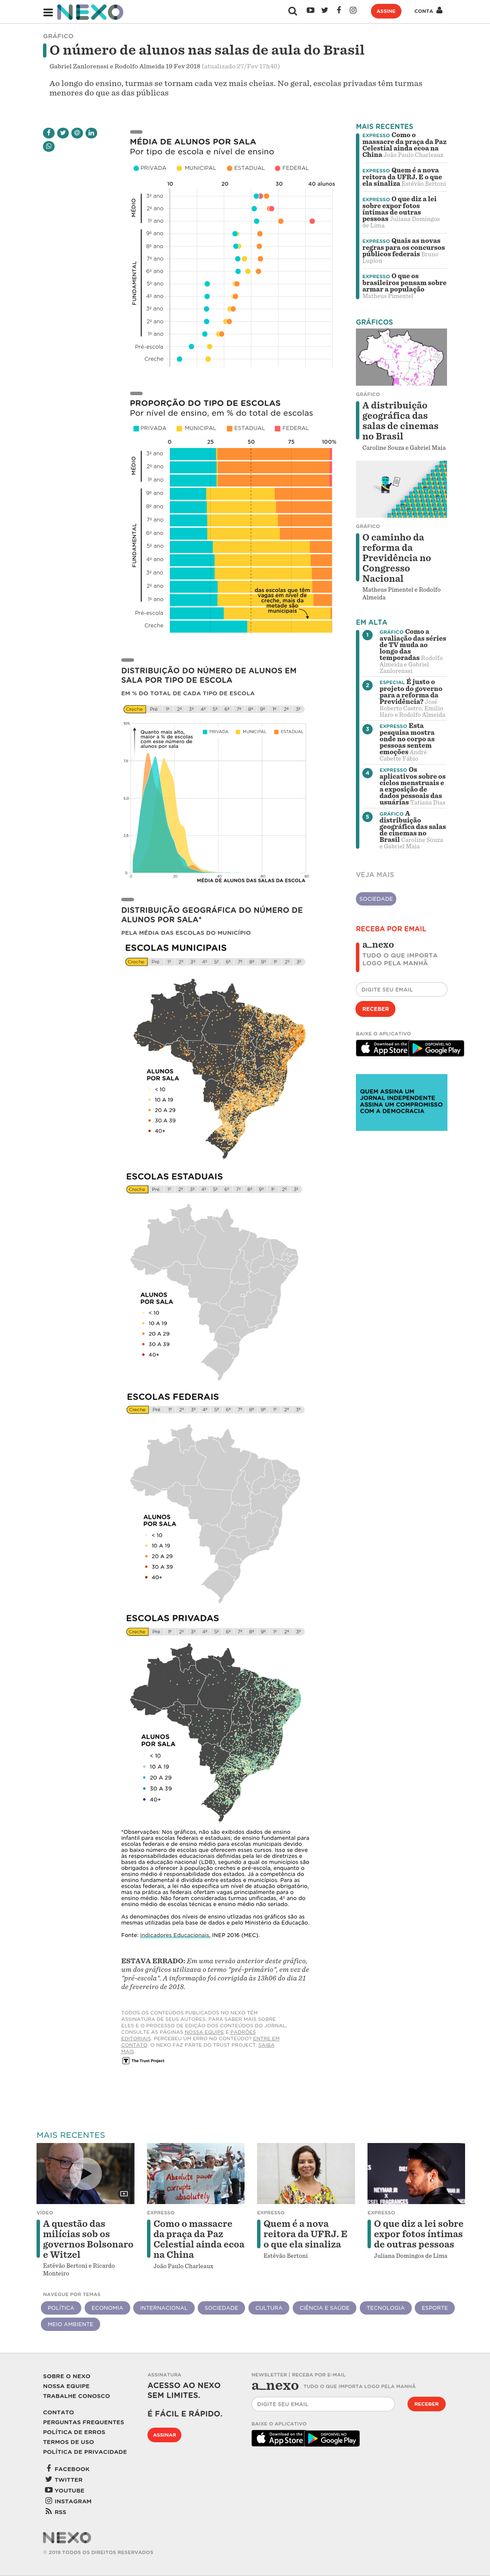 NEXO
ASSINE
CONTA
GRÁFICO
O número de alunos nas salas de aula do Brasil
Gabriel Zanlorenssi e Rodolfo Almeida 19 Fev 2018 (atualizado 27/Fev 17h40)
Ao longo do ensino, turmas se tornam cada vez mais cheias. No geral, escolas privadas têm turmas
menores do que as das públicas
MÉDIA DE ALUNOS POR SALA
Por tipo de escola e nível de ensino
PRIVADA MUNICIPAL ESTADUAL FEDERAL
10 20 30 40 alunos
MÉDIO
3º ano
2º ano
1º ano
FUNDAMENTAL
9º ano
8º ano
7º ano
6º ano
5º ano
4º ano
3º ano
2º ano
1º ano
Pré-escola
Creche
PROPORÇÃO DO TIPO DE ESCOLAS
Por nível de ensino, em % do total de escolas
PRIVADA MUNICIPAL ESTADUAL FEDERAL
0 25 50 75 100%
MÉDIO
3º ano
2º ano
1º ano
FUNDAMENTAL
9º ano
8º ano
7º ano
6º ano
5º ano
4º ano
3º ano
2º ano
1º ano
Pré-escola
Creche
das escolas que têm
vagas em nível de
creche, mais da
metade são
municipais
DISTRIBUIÇÃO DO NÚMERO DE ALUNOS EM
SALA POR TIPO DE ESCOLA
EM % DO TOTAL DE CADA TIPO DE ESCOLA
Creche Pré 1º 2º 3º 4º 5º 6º 7º 8º 9º 1º 2º 3º
Quanto mais alto,
maior a % de escolas
com esse número de
alunos por sala
PRIVADA MUNICIPAL ESTADUAL
MÉDIA DE ALUNOS DAS SALAS DA ESCOLA
DISTRIBUIÇÃO GEOGRÁFICA DO NÚMERO DE
ALUNOS POR SALA*
PELA MÉDIA DAS ESCOLAS DO MUNICÍPIO
ESCOLAS MUNICIPAIS
Creche Pré 1º 2º 3º 4º 5º 6º 7º 8º 9º 1º 2º 3º
ALUNOS
POR SALA
< 10
10 A 19
20 A 29
30 A 39
40+
ESCOLAS ESTADUAIS
Creche Pré 1º 2º 3º 4º 5º 6º 7º 8º 9º 1º 2º 3º
ALUNOS
POR SALA
< 10
10 A 19
20 A 29
30 A 39
40+
ESCOLAS FEDERAIS
Creche Pré 1º 2º 3º 4º 5º 6º 7º 8º 9º 1º 2º 3º
ALUNOS
POR SALA
< 10
10 A 19
20 A 29
30 A 39
40+
ESCOLAS PRIVADAS
Creche Pré 1º 2º 3º 4º 5º 6º 7º 8º 9º 1º 2º 3º
ALUNOS
POR SALA
< 10
10 A 19
20 A 29
30 A 39
40+
*Observações: Nos gráficos, não são exibidos dados de ensino
infantil para escolas federais e estaduais; de ensino fundamental para
escolas federais e de ensino médio para escolas municipais devido
ao baixo número de escolas que oferecem esses cursos. Isso se deve
às responsabilidades educacionais definidas pela lei de diretrizes e
bases da educação nacional (LDB), segundo a qual os municípios são
obrigados a oferecer à população creches e pré-escola, enquanto o
ensino médio é responsabilidade dos estados. Já a competência do
ensino fundamental é dividida entre estados e municípios. Para as
escolas federais, a lei não especifica um nível de atuação obrigatório,
mas na prática as federais ofertam vagas principalmente para o
ensino médio. Não foram consideradas turmas unificadas, 4º ano do
ensino médio de escolas técnicas e ensino médio não seriado.
As denominações dos níveis de ensino utlizadas nos gráficos são as
mesmas utilizadas pela base de dados e pelo Ministério da Educação.
Fonte: Indicadores Educacionais, INEP 2016 (MEC).
ESTAVA ERRADO: Em uma versão anterior deste gráfico,
um dos gráficos utilizava o termo "pré-primário", em vez de
"pré-escola". A informação foi corrigida às 13h06 do dia 21
de fevereiro de 2018.
TODOS OS CONTEÚDOS PUBLICADOS NO NEXO TÊM
ASSINATURA DE SEUS AUTORES. PARA SABER MAIS SOBRE
ELES E O PROCESSO DE EDIÇÃO DOS CONTEÚDOS DO JORNAL,
CONSULTE AS PÁGINAS NOSSA EQUIPE E PADRÕES
EDITORIAIS. PERCEBEU UM ERRO NO CONTEÚDO? ENTRE EM
CONTATO. O NEXO FAZ PARTE DO TRUST PROJECT. SAIBA
MAIS.
The Trust Project
MAIS RECENTES
EXPRESSO Como o
massacre da praça da Paz
Celestial ainda ecoa na
China João Paulo Charleaux
EXPRESSO Quem é a nova
reitora da UFRJ. E o que
ela sinaliza Estêvão Bertoni
EXPRESSO O que diz a lei
sobre expor fotos
íntimas de outras
pessoas Juliana Domingos
de Lima
EXPRESSO Quais as novas
regras para os consursos
públicos federais Bruno
Lupion
EXPRESSO O que os
brasileiros pensam sobre
armar a população
Matheus Pimentel
GRÁFICOS
GRÁFICO
A distribuição
geográfica das
salas de cinemas
no Brasil
Caroline Souza e Gabriel Maia
GRÁFICO
O caminho da
reforma da
Previdência no
Congresso
Nacional
Matheus Pimentel e Rodolfo
Almeida
EM ALTA
1 GRÁFICO Como a
avaliação das séries
de TV muda ao
longo das
temporadas Rodolfo
Almeida e Gabriel
Zanlorenssi
2 ESPECIAL É justo o
projeto do governo
para a reforma da
Previdência? José
Roberto Castro, Emilio
Haro e Rodolfo Almeida
3 EXPRESSO Esta
pesquisa mostra
onde no corpo as
pessoas sentem
emoções André
Cabette Fábio
4 EXPRESSO Os
aplicativos sobre os
ciclos menstruais e
a exposição de
dados pessoais das
usuárias Tatiana Dias
5 GRÁFICO A
distribuição
geográfica das salas
de cinemas no
Brasil Caroline Souza
e Gabriel Maia
VEJA MAIS
SOCIEDADE
RECEBA POR EMAIL
a_nexo
TUDO O QUE IMPORTA
LOGO PELA MANHÃ
DIGITE SEU EMAIL
RECEBER
BAIXE O APLICATIVO
Download on the App Store
DISPONÍVEL NO Google Play
QUEM ASSINA UM
JORNAL INDEPENDENTE
ASSINA UM COMPROMISSO
COM A DEMOCRACIA
MAIS RECENTES
Absolute power
corrupts
absolutely
VÍDEO
A questão das
milícias sob os
governos Bolsonaro
e Witzel
Estêvão Bertoni e Ricardo
Monteiro
EXPRESSO
Como o massacre
da praça da Paz
Celestial ainda ecoa
na China
João Paulo Charleaux
EXPRESSO
Quem é a nova
reitora da UFRJ. E
o que ela sinaliza
Estêvão Bertoni
EXPRESSO
O que diz a lei sobre
expor fotos íntimas
de outras pessoas
Juliana Domingos de Lima
NAVEGUE POR TEMAS
POLÍTICA ECONOMIA INTERNACIONAL SOCIEDADE CULTURA CIÊNCIA E SAÚDE TECNOLOGIA ESPORTE
MEIO AMBIENTE
SOBRE O NEXO
NOSSA EQUIPE
TRABALHE CONOSCO
CONTATO
PERGUNTAS FREQUENTES
POLÍTICA DE ERROS
TERMOS DE USO
POLÍTICA DE PRIVACIDADE
FACEBOOK
TWITTER
YOUTUBE
INSTAGRAM
RSS
ASSINATURA
ACESSO AO NEXO
SEM LIMITES.
É FÁCIL E RÁPIDO.
ASSINAR
NEWSLETTER | RECEBA POR E-MAIL
a_nexo TUDO O QUE IMPORTA LOGO PELA MANHÃ
DIGITE SEU EMAIL
RECEBER
BAIXE O APLICATIVO
Download on the App Store
DISPONÍVEL NO Google Play
NEXO
© 2019 TODOS OS DIREITOS RESERVADOS